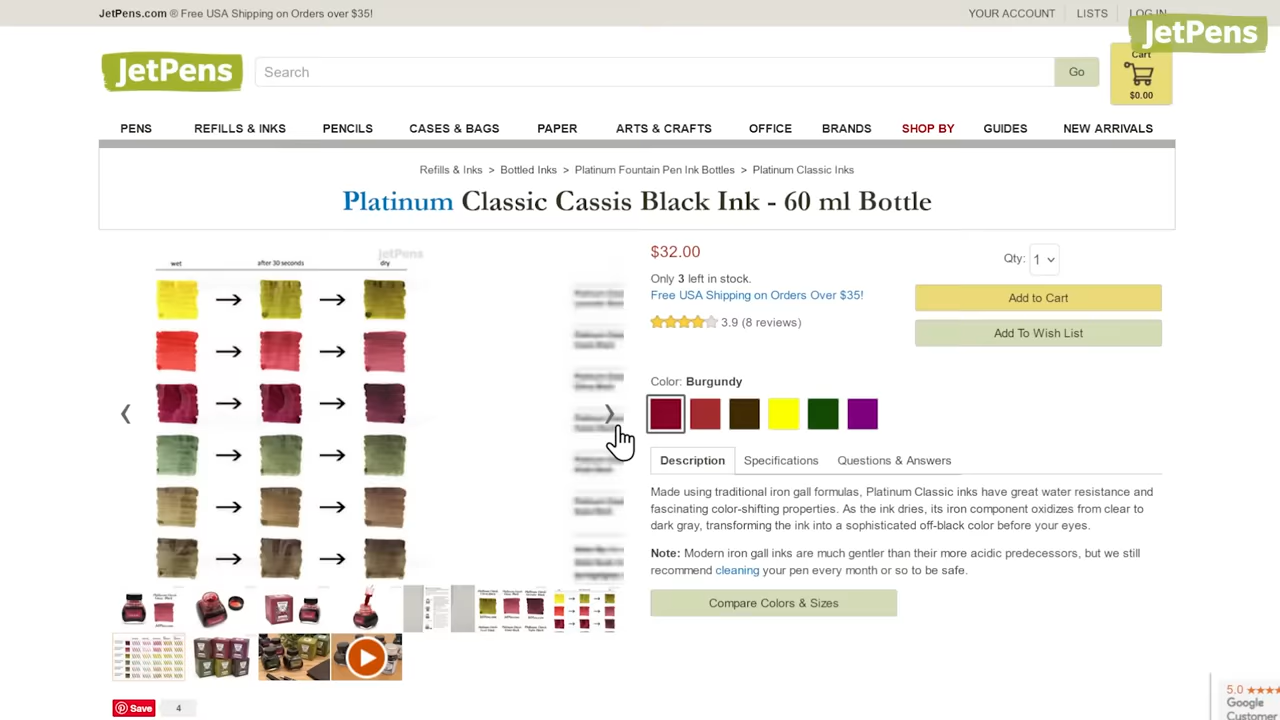 JetPens.com ® Free USA Shipping on Orders over $35!
YOUR ACCOUNT LISTS LOG IN
JetPens
JetPens
Search
Go
Cart
$0.00
PENS REFILLS & INKS PENCILS CASES & BAGS PAPER ARTS & CRAFTS OFFICE BRANDS SHOP BY GUIDES NEW ARRIVALS
Refills & Inks > Bottled Inks > Platinum Fountain Pen Ink Bottles > Platinum Classic Inks
Platinum Classic Cassis Black Ink - 60 ml Bottle
JetPens
wet after 30 seconds dry
$32.00
Qty: 1
Only 3 left in stock.
Free USA Shipping on Orders Over $35!
3.9 (8 reviews)
Add to Cart
Add To Wish List
Color: Burgundy
Description Specifications Questions & Answers
Made using traditional iron gall formulas, Platinum Classic inks have great water resistance and
fascinating color-shifting properties. As the ink dries, its iron component oxidizes from clear to
dark gray, transforming the ink into a sophisticated off-black color before your eyes.
Note: Modern iron gall inks are much gentler than their more acidic predecessors, but we still
recommend cleaning your pen every month or so to be safe.
Compare Colors & Sizes
Save 4
5.0
Google
Customer